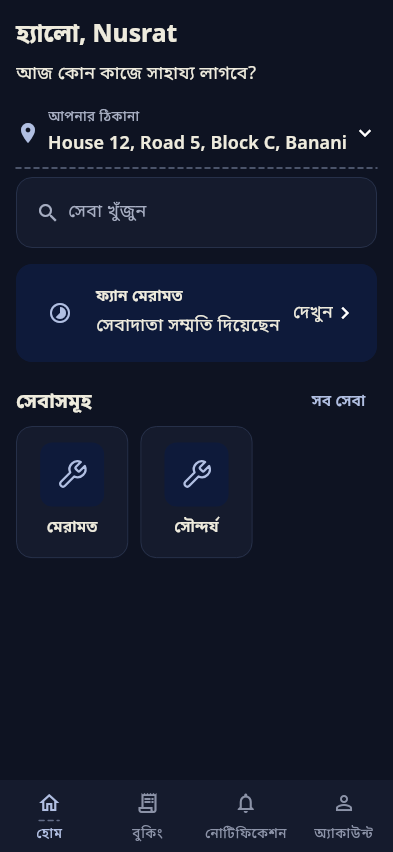 হ্যালো, Nusrat
আজ কোন কাজে সাহায্য লাগবে?
আপনার ঠিকানা
House 12, Road 5, Block C, Banani
সেবা খুঁজুন
ফ্যান মেরামত
সেবাদাতা সম্মতি দিয়েছেন
দেখুন
সেবাসমূহ
সব সেবা
মেরামত
সৌন্দর্য
হোম
বুকিং
নোটিফিকেশন
অ্যাকাউন্ট